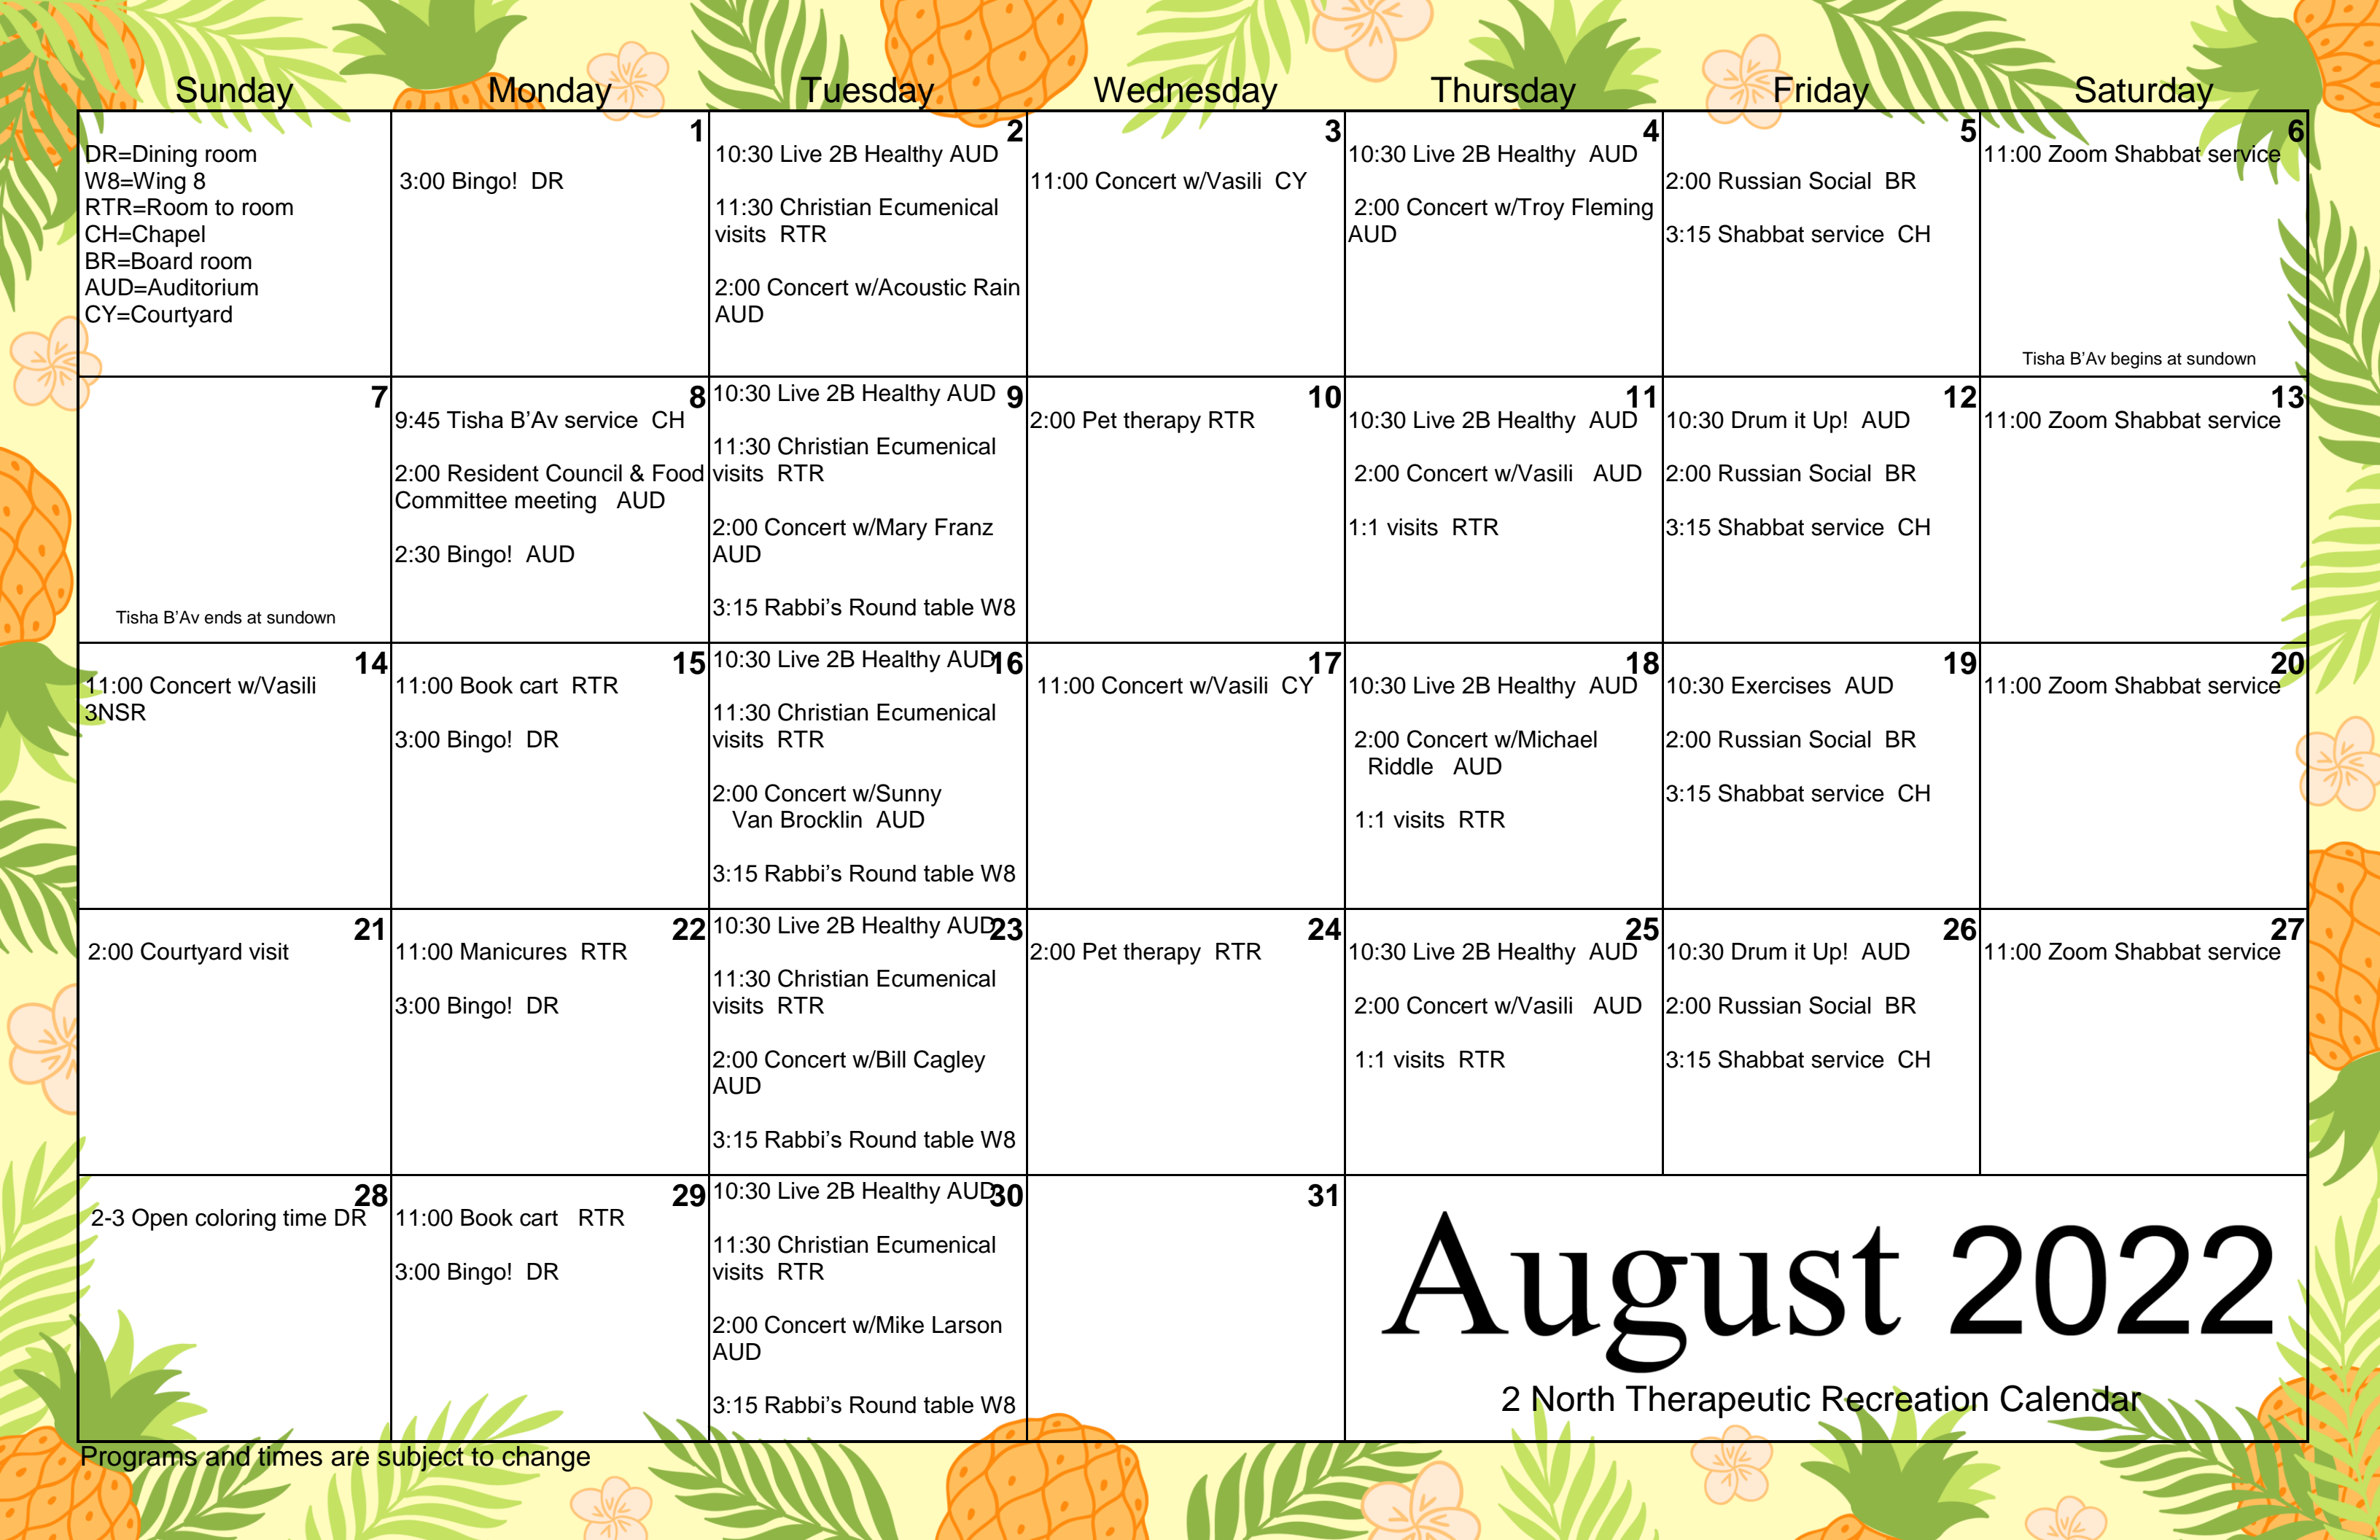 Sunday Monday Tuesday Wednesday Thursday Friday Saturday
DR=Dining room
W8=Wing 8
RTR=Room to room
CH=Chapel
BR=Board room
AUD=Auditorium
CY=Courtyard
1
3:00 Bingo! DR
2
10:30 Live 2B Healthy AUD
11:30 Christian Ecumenical
visits RTR
2:00 Concert w/Acoustic Rain
AUD
3
11:00 Concert w/Vasili CY
4
10:30 Live 2B Healthy AUD
2:00 Concert w/Troy Fleming
AUD
5
2:00 Russian Social BR
3:15 Shabbat service CH
6
11:00 Zoom Shabbat service
Tisha B’Av begins at sundown
7
Tisha B’Av ends at sundown
8
9:45 Tisha B’Av service CH
2:00 Resident Council & Food
Committee meeting AUD
2:30 Bingo! AUD
9
10:30 Live 2B Healthy AUD
11:30 Christian Ecumenical
visits RTR
2:00 Concert w/Mary Franz
AUD
3:15 Rabbi’s Round table W8
10
2:00 Pet therapy RTR
11
10:30 Live 2B Healthy AUD
2:00 Concert w/Vasili AUD
1:1 visits RTR
12
10:30 Drum it Up! AUD
2:00 Russian Social BR
3:15 Shabbat service CH
13
11:00 Zoom Shabbat service
14
11:00 Concert w/Vasili
3NSR
15
11:00 Book cart RTR
3:00 Bingo! DR
16
10:30 Live 2B Healthy AUD
11:30 Christian Ecumenical
visits RTR
2:00 Concert w/Sunny
Van Brocklin AUD
3:15 Rabbi’s Round table W8
17
11:00 Concert w/Vasili CY
18
10:30 Live 2B Healthy AUD
2:00 Concert w/Michael
Riddle AUD
1:1 visits RTR
19
10:30 Exercises AUD
2:00 Russian Social BR
3:15 Shabbat service CH
20
11:00 Zoom Shabbat service
21
2:00 Courtyard visit
22
11:00 Manicures RTR
3:00 Bingo! DR
23
10:30 Live 2B Healthy AUD
11:30 Christian Ecumenical
visits RTR
2:00 Concert w/Bill Cagley
AUD
3:15 Rabbi’s Round table W8
24
2:00 Pet therapy RTR
25
10:30 Live 2B Healthy AUD
2:00 Concert w/Vasili AUD
1:1 visits RTR
26
10:30 Drum it Up! AUD
2:00 Russian Social BR
3:15 Shabbat service CH
27
11:00 Zoom Shabbat service
28
2-3 Open coloring time DR
29
11:00 Book cart RTR
3:00 Bingo! DR
30
10:30 Live 2B Healthy AUD
11:30 Christian Ecumenical
visits RTR
2:00 Concert w/Mike Larson
AUD
3:15 Rabbi’s Round table W8
31
August 2022
2 North Therapeutic Recreation Calendar
Programs and times are subject to change